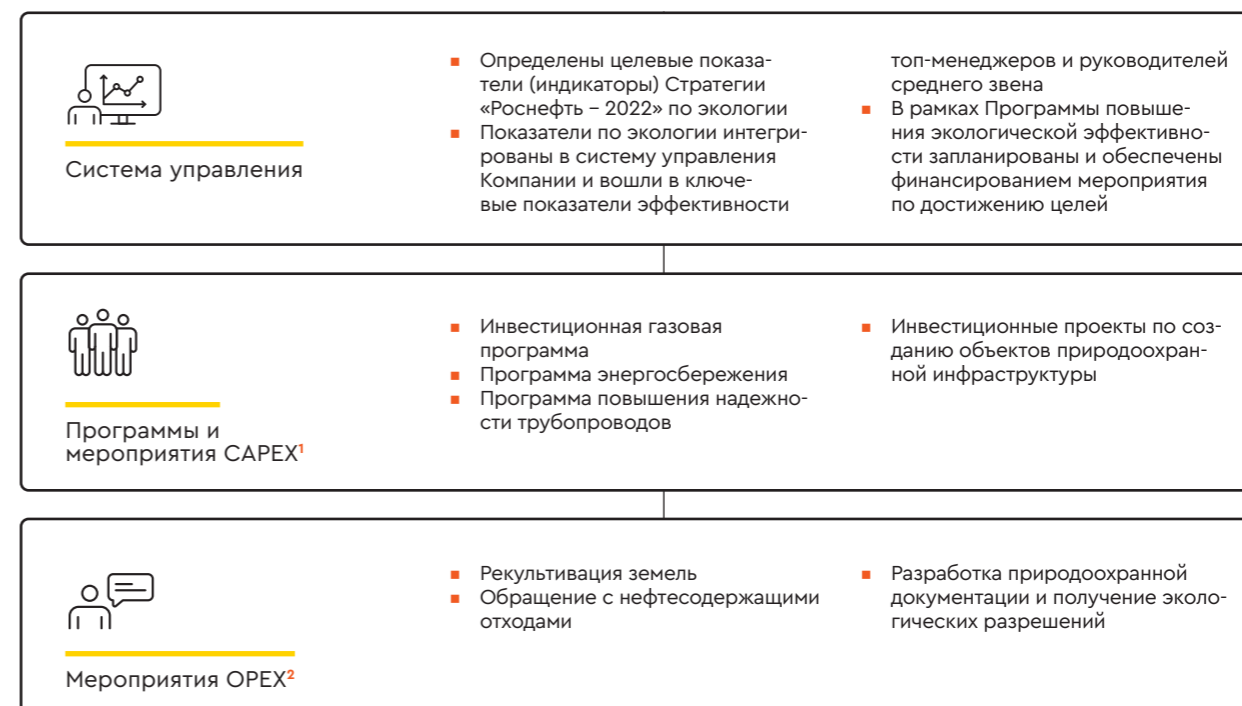 Система управления
▪ Определены целевые показа-
тели (индикаторы) Стратегии
«Роснефть – 2022» по экологии
▪ Показатели по экологии интегри-
рованы в систему управления
Компании и вошли в ключе-
вые показатели эффективности
топ-менеджеров и руководителей
среднего звена
▪ В рамках Программы повыше-
ния экологической эффективно-
сти запланированы и обеспечены
финансированием мероприятия
по достижению целей
Программы и
мероприятия CAPEX¹
▪ Инвестиционная газовая
программа
▪ Программа энергосбережения
▪ Программа повышения надежно-
сти трубопроводов
▪ Инвестиционные проекты по соз-
данию объектов природоохран-
ной инфраструктуры
Мероприятия OPEX²
▪ Рекультивация земель
▪ Обращение с нефтесодержащими
отходами
▪ Разработка природоохранной
документации и получение эколо-
гических разрешений